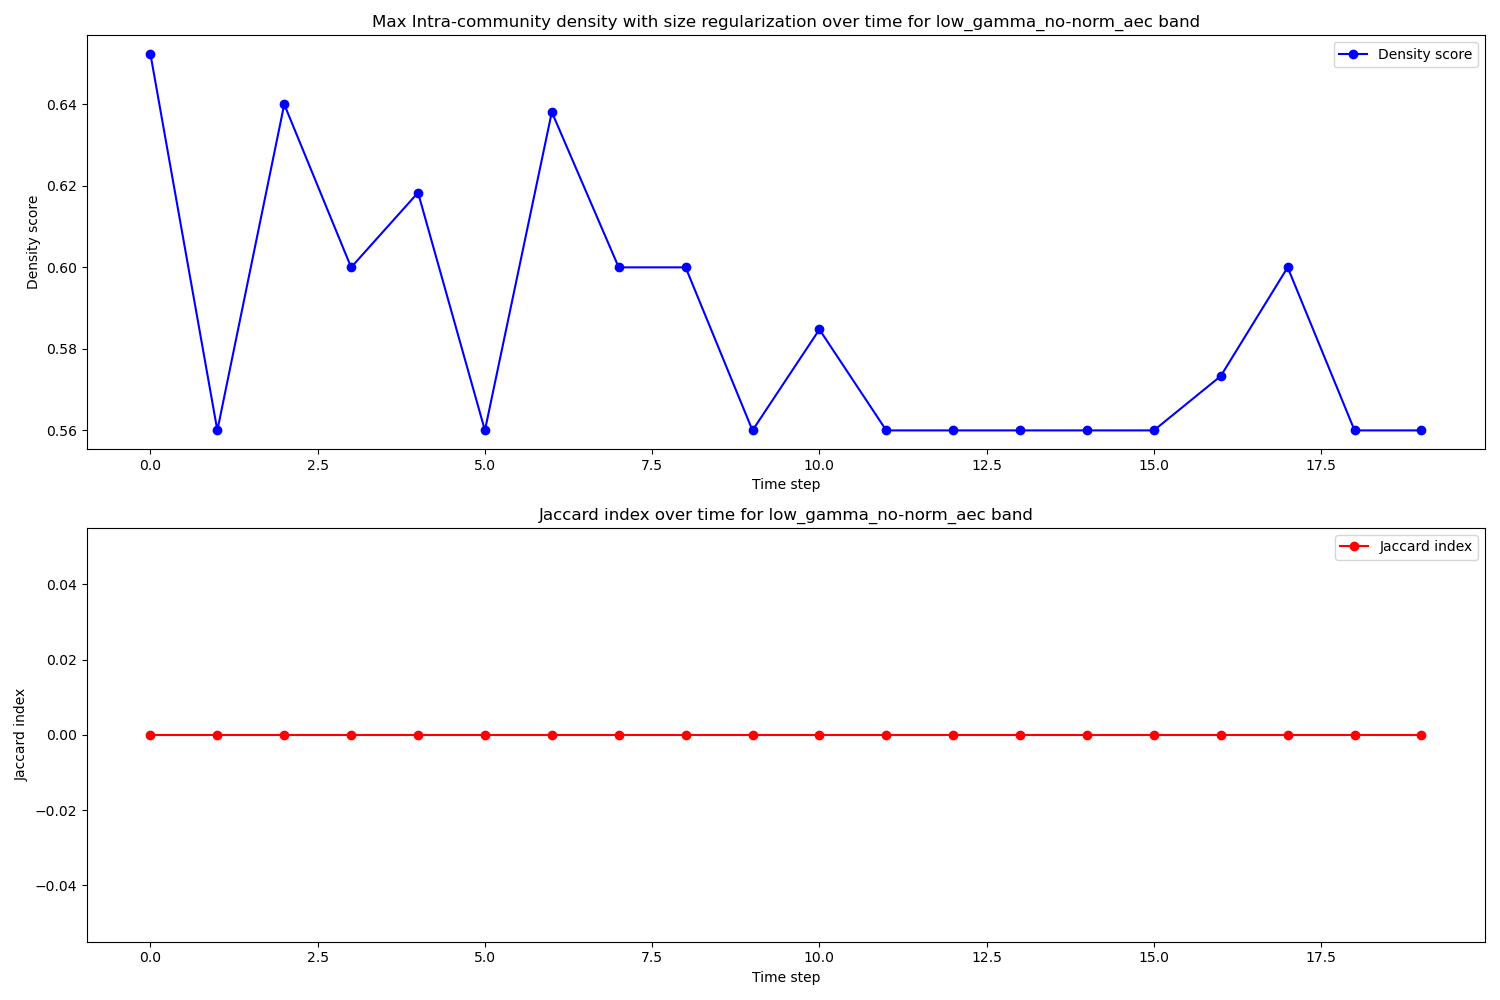 Max Intra-community density with size regularization over time for low_gamma_no-norm_aec band
Density score
Density score
0.64
0.62
0.60
0.58
0.56
0.0 2.5 5.0 7.5 10.0 12.5 15.0 17.5
Time step
Jaccard index over time for low_gamma_no-norm_aec band
Jaccard index
Jaccard index
0.04
0.02
0.00
−0.02
−0.04
0.0 2.5 5.0 7.5 10.0 12.5 15.0 17.5
Time step